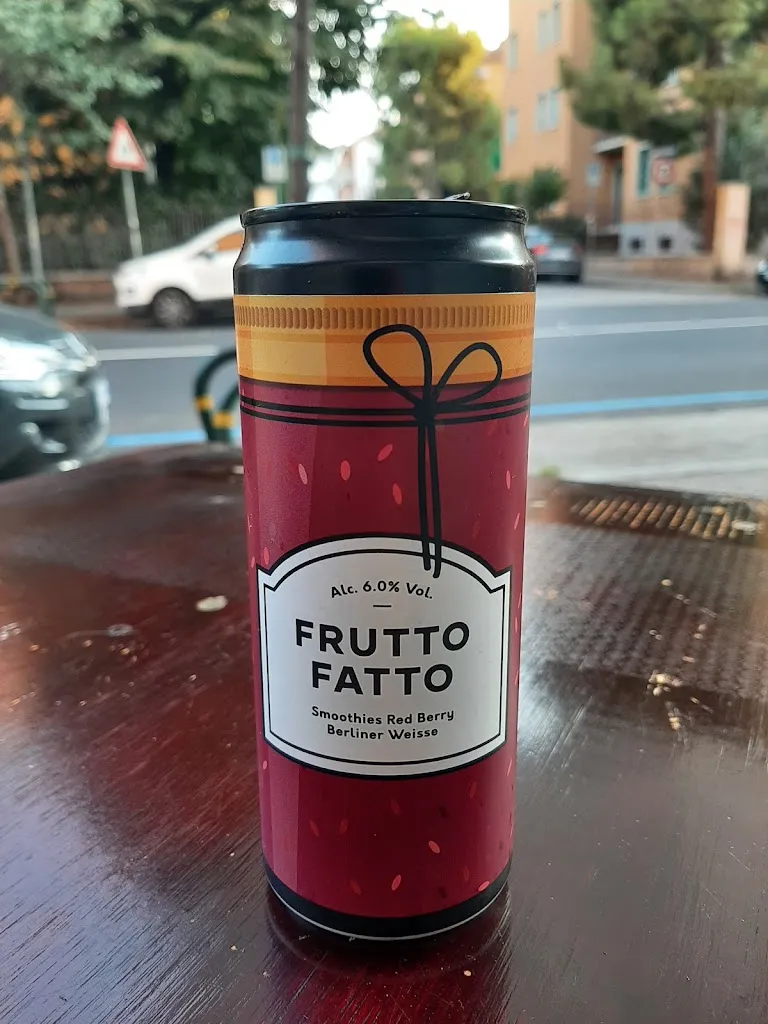 Alc. 6.0% Vol.
FRUTTO
FATTO
Smoothies Red Berry
Berliner Weisse